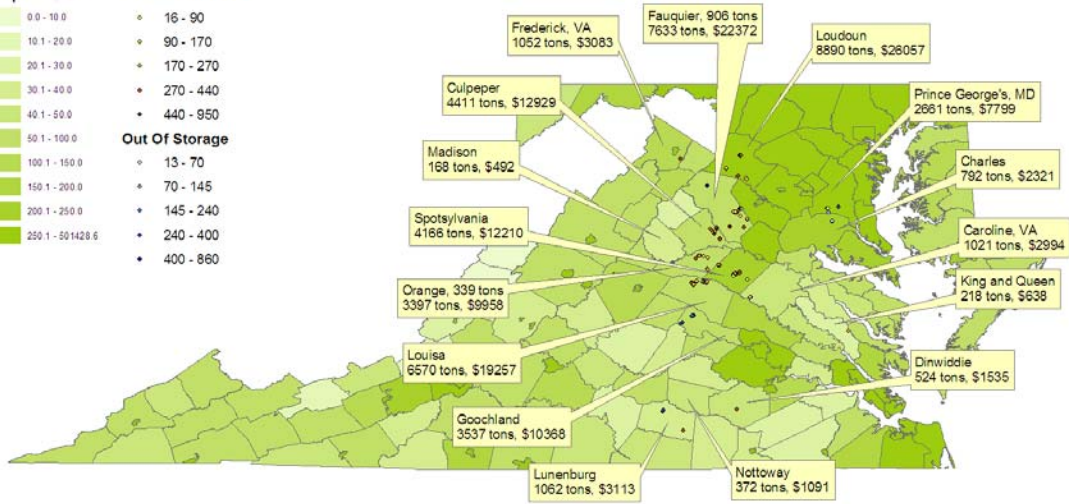 0.0 - 10.0
10.1 - 20.0
20.1 - 30.0
30.1 - 40.0
40.1 - 50.0
50.1 - 100.0
100.1 - 150.0
150.1 - 200.0
200.1 - 250.0
250.1 - 501428.6
16 - 90
90 - 170
170 - 270
270 - 440
440 - 950
Out Of Storage
13 - 70
70 - 145
145 - 240
240 - 400
400 - 860
Frederick, VA
1052 tons, $3083
Fauquier, 906 tons
7633 tons, $22372
Loudoun
8890 tons, $26057
Culpeper
4411 tons, $12929
Prince George's, MD
2661 tons, $7799
Madison
168 tons, $492
Charles
792 tons, $2321
Spotsylvania
4166 tons, $12210
Caroline, VA
1021 tons, $2994
Orange, 339 tons
3397 tons, $9958
King and Queen
218 tons, $638
Louisa
6570 tons, $19257
Dinwiddie
524 tons, $1535
Goochland
3537 tons, $10368
Lunenburg
1062 tons, $3113
Nottoway
372 tons, $1091